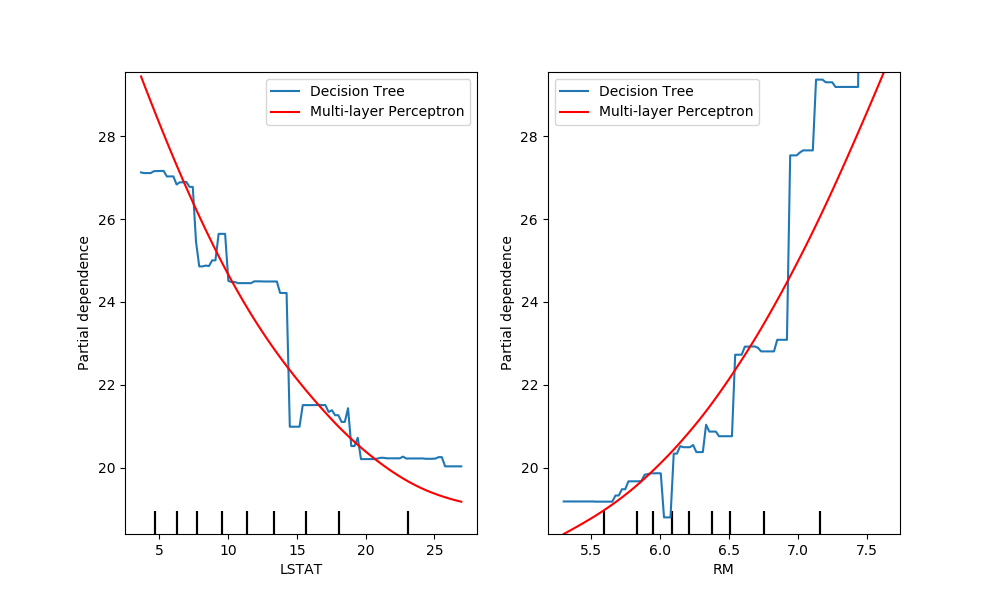 Decision Tree
Multi-layer Perceptron
28
26
24
22
20
Partial dependence
5 10 15 20 25
LSTAT
Decision Tree
Multi-layer Perceptron
28
26
24
22
20
Partial dependence
5.5 6.0 6.5 7.0 7.5
RM